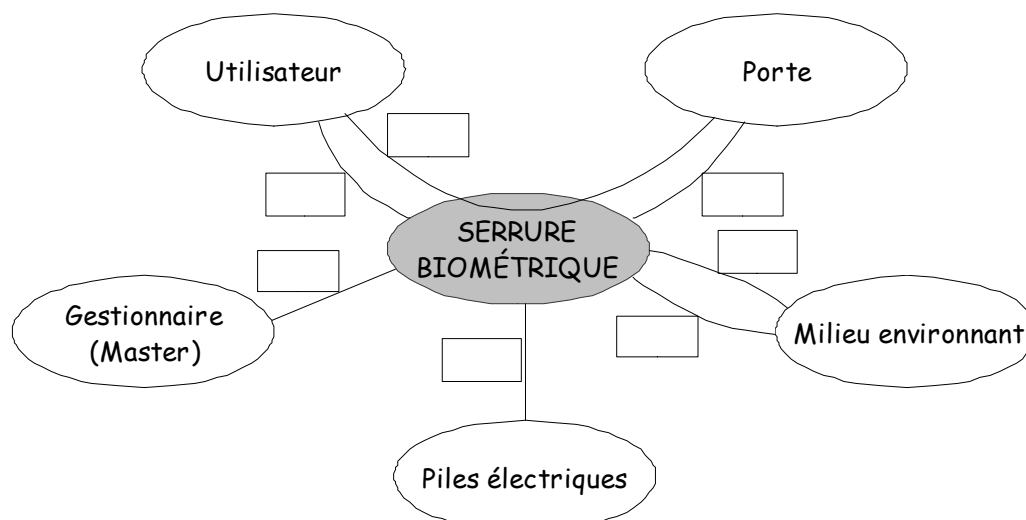 Utilisateur
Porte
SERRURE
BIOMÉTRIQUE
Gestionnaire
(Master)
Milieu environnant
Piles électriques